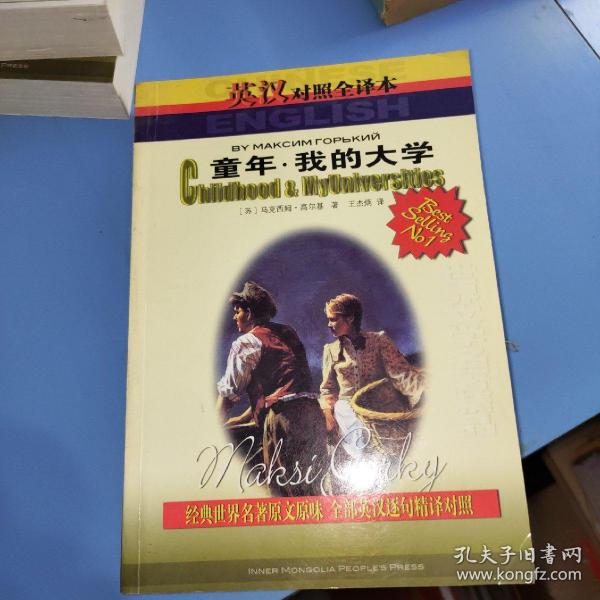 CHINESE
英汉对照全译本
ENGLISH
BY МАКСИМ ГОРЬКИЙ
童年·我的大学
Childhood & MyUniversities
[苏]马克西姆·高尔基 著 王杰炳 译
Best
Selling
No1
Maksi Gorky
经典世界名著原文原味 全部英汉逐句精译对照
INNER MONGOLIA PEOPLE'S PRESS
孔夫子旧书网
www.kongfz.com